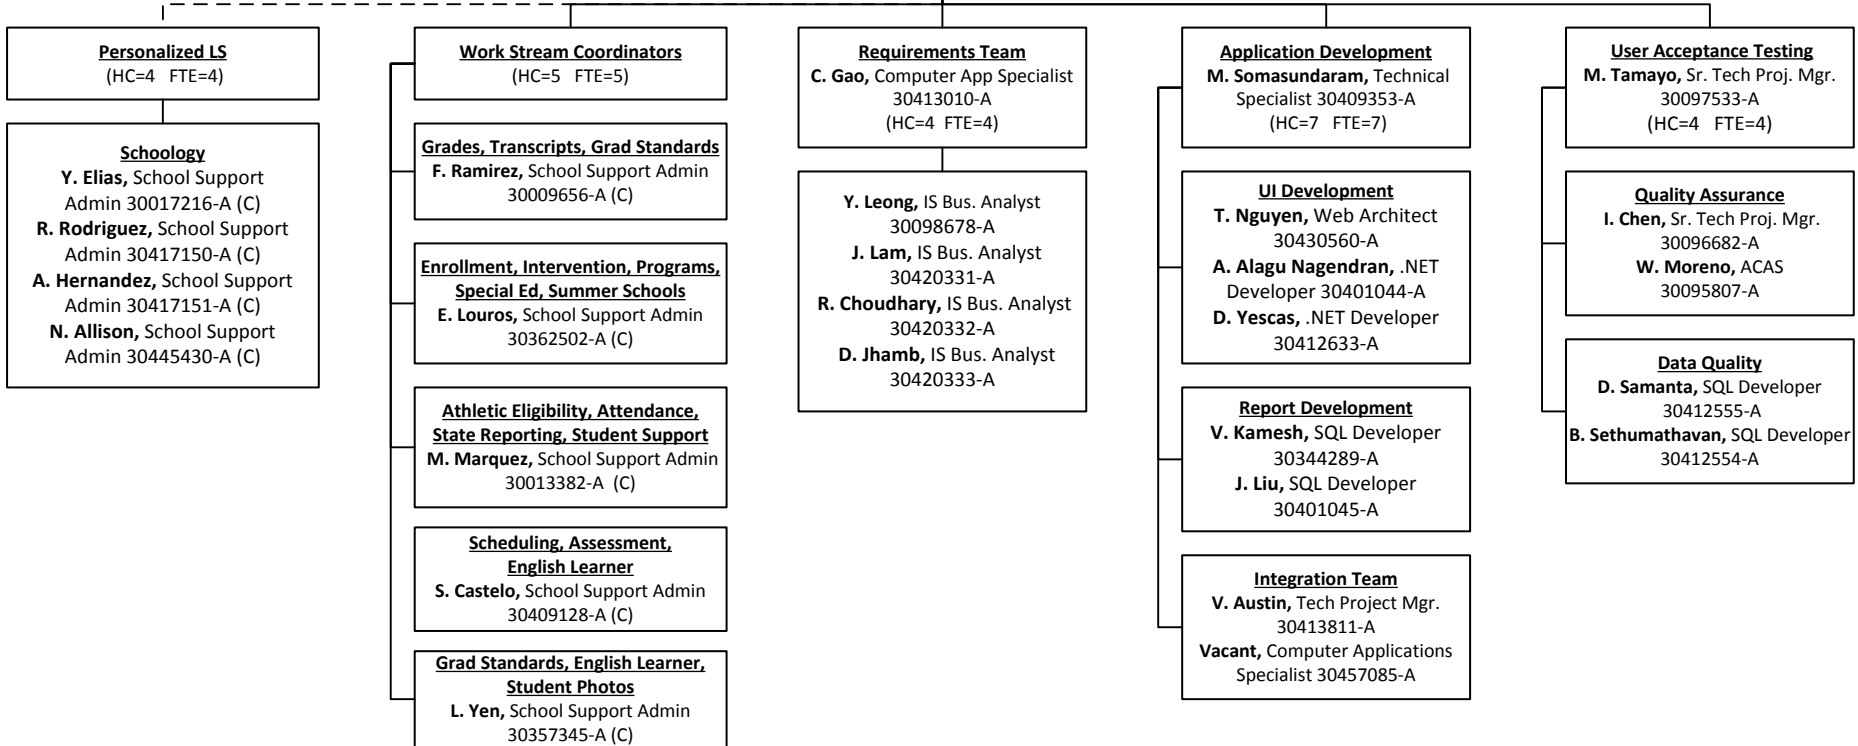 Personalized LS
(HC=4 FTE=4)
Schoology
Y. Elias, School Support
Admin 30017216-A (C)
R. Rodriguez, School Support
Admin 30417150-A (C)
A. Hernandez, School Support
Admin 30417151-A (C)
N. Allison, School Support
Admin 30445430-A (C)
Work Stream Coordinators
(HC=5 FTE=5)
Grades, Transcripts, Grad Standards
F. Ramirez, School Support Admin
30009656-A (C)
Enrollment, Intervention, Programs,
Special Ed, Summer Schools
E. Louros, School Support Admin
30362502-A (C)
Athletic Eligibility, Attendance,
State Reporting, Student Support
M. Marquez, School Support Admin
30013382-A (C)
Scheduling, Assessment,
English Learner
S. Castelo, School Support Admin
30409128-A (C)
Grad Standards, English Learner,
Student Photos
L. Yen, School Support Admin
30357345-A (C)
Requirements Team
C. Gao, Computer App Specialist
30413010-A
(HC=4 FTE=4)
Y. Leong, IS Bus. Analyst
30098678-A
J. Lam, IS Bus. Analyst
30420331-A
R. Choudhary, IS Bus. Analyst
30420332-A
D. Jhamb, IS Bus. Analyst
30420333-A
Application Development
M. Somasundaram, Technical
Specialist 30409353-A
(HC=7 FTE=7)
UI Development
T. Nguyen, Web Architect
30430560-A
A. Alagu Nagendran, .NET
Developer 30401044-A
D. Yescas, .NET Developer
30412633-A
Report Development
V. Kamesh, SQL Developer
30344289-A
J. Liu, SQL Developer
30401045-A
Integration Team
V. Austin, Tech Project Mgr.
30413811-A
Vacant, Computer Applications
Specialist 30457085-A
User Acceptance Testing
M. Tamayo, Sr. Tech Proj. Mgr.
30097533-A
(HC=4 FTE=4)
Quality Assurance
I. Chen, Sr. Tech Proj. Mgr.
30096682-A
W. Moreno, ACAS
30095807-A
Data Quality
D. Samanta, SQL Developer
30412555-A
B. Sethumathavan, SQL Developer
30412554-A